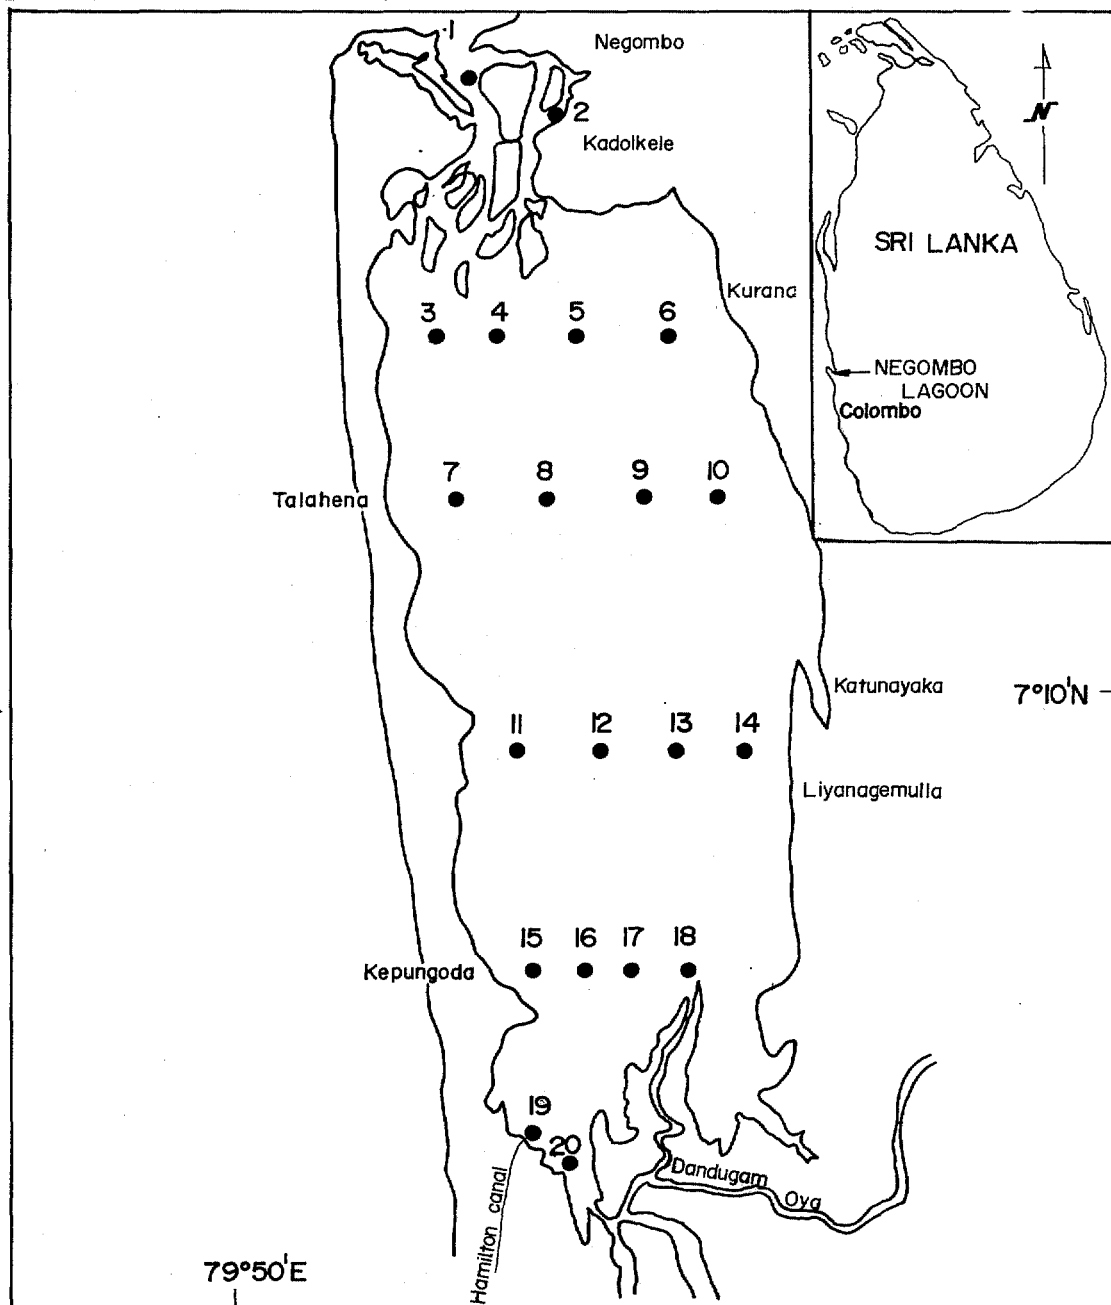 1
Negombo
2
Kadolkele
N
SRI LANKA
Kurana
3 4 5 6
NEGOMBO
LAGOON
Colombo
7 8 9 10
Talahena
Katunayaka
7°10'N
11 12 13 14
Liyanagemulla
15 16 17 18
Kepungoda
19
20
Dandugam
Oya
Hamilton canal
79°50'E